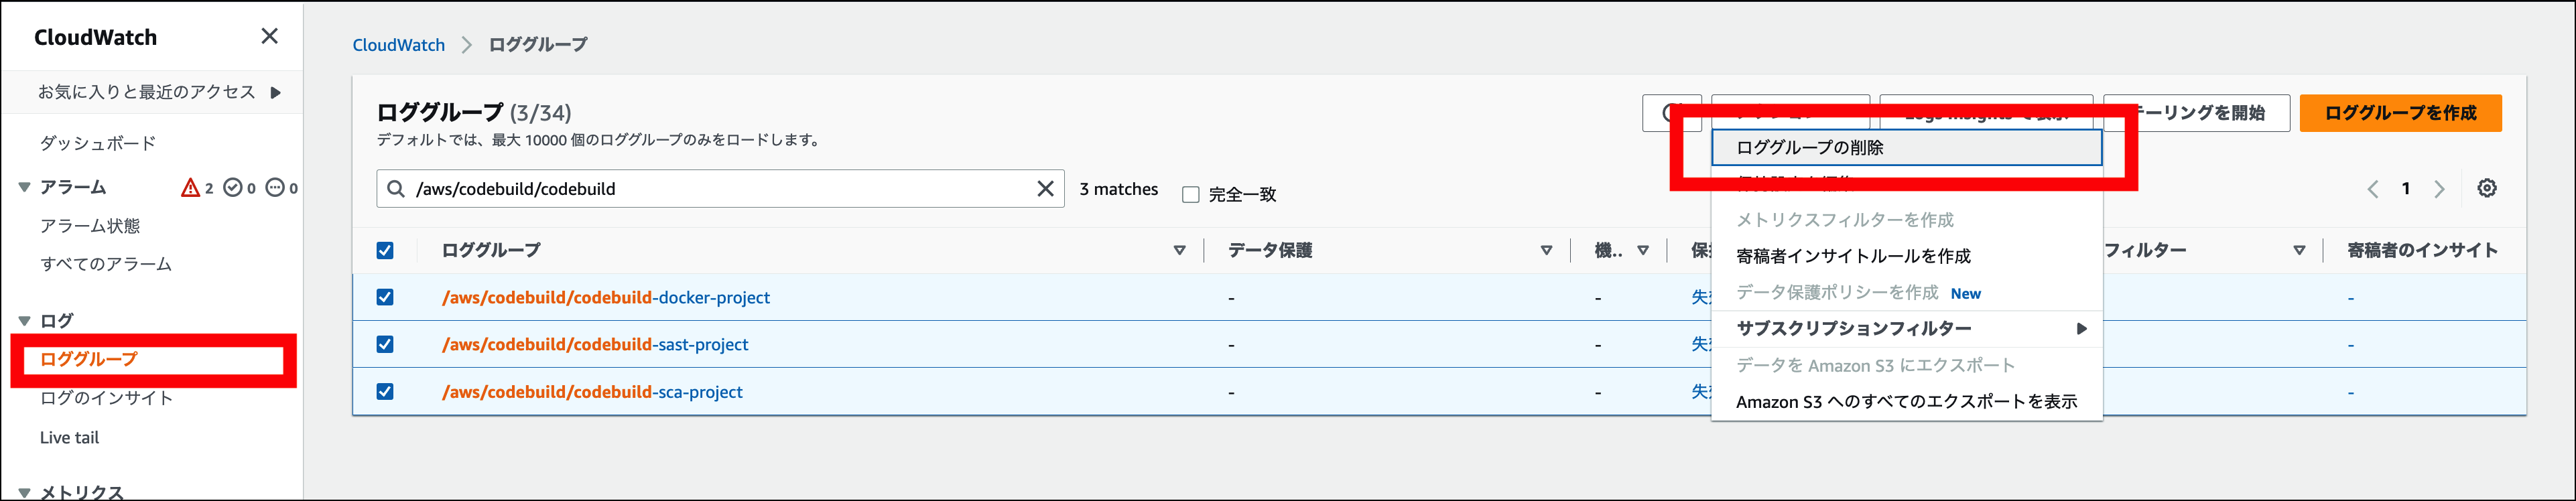 CloudWatch
お気に入りと最近のアクセス
ダッシュボード
アラーム 2 0 0
アラーム状態
すべてのアラーム
ログ
ロググループ
ログのインサイト
Live tail
メトリクス
CloudWatch > ロググループ
ロググループ (3/34)
デフォルトでは、最大 10000 個のロググループのみをロードします。
テーリングを開始
ロググループを作成
/aws/codebuild/codebuild
3 matches
完全一致
1
ロググループ データ保護 機.. フィルター 寄稿者のインサイト
/aws/codebuild/codebuild-docker-project - - -
/aws/codebuild/codebuild-sast-project - - -
/aws/codebuild/codebuild-sca-project - - -
ロググループの削除
メトリクスフィルターを作成
寄稿者インサイトルールを作成
データ保護ポリシーを作成 New
サブスクリプションフィルター
データを Amazon S3 にエクスポート
Amazon S3 へのすべてのエクスポートを表示